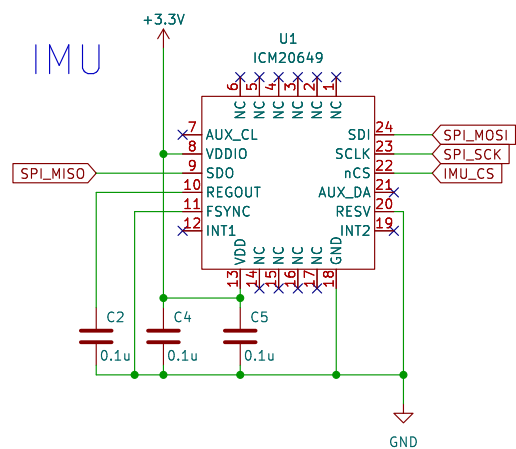 +3.3V
IMU
U1
ICM20649
6 5 4 3 2 1
NC NC NC NC NC NC
7 AUX_CL
8 VDDIO
SPI_MISO 9 SDO
10 REGOUT
11 FSYNC
12 INT1
SDI 24 SPI_MOSI
SCLK 23 SPI_SCK
nCS 22 IMU_CS
AUX_DA 21
RESV 20
INT2 19
VDD NC NC NC NC GND
13 14 15 16 17 18
C2
0.1u
C4
0.1u
C5
0.1u
GND